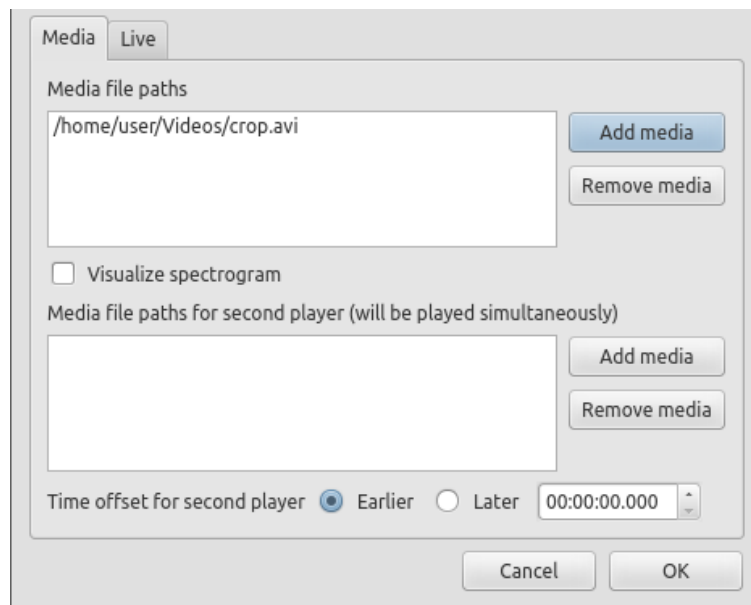 Media Live
Media file paths
/home/user/Videos/crop.avi
Add media
Remove media
Visualize spectrogram
Media file paths for second player (will be played simultaneously)
Add media
Remove media
Time offset for second player Earlier Later 00:00:00.000
Cancel OK